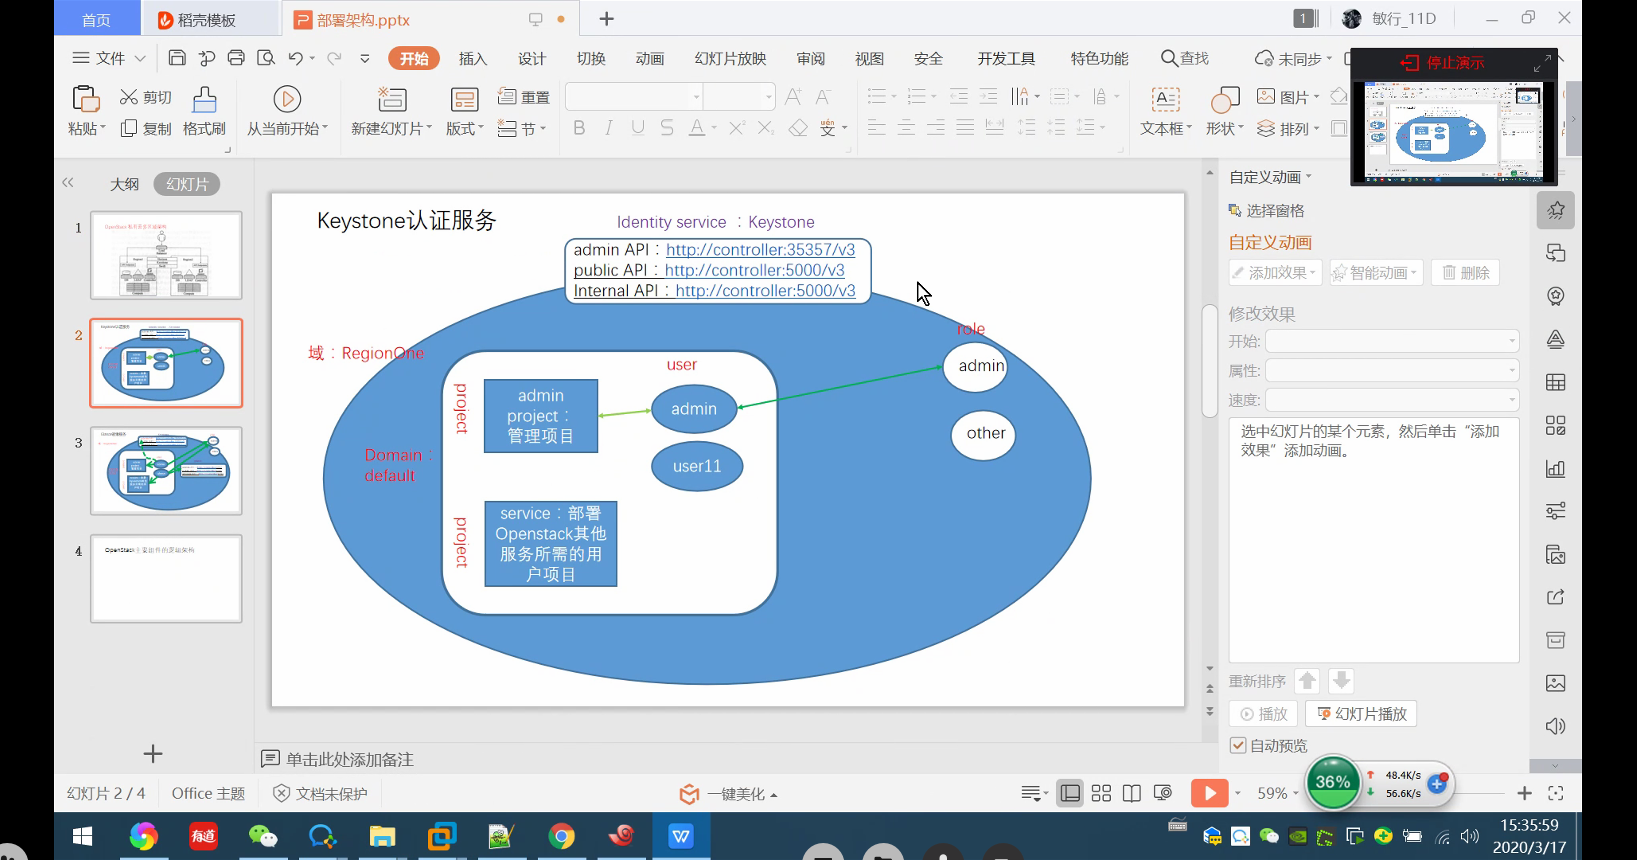 首页
稻壳模板
部署架构.pptx
1
敏行_11D
文件
开始
插入
设计
切换
动画
幻灯片放映
审阅
视图
安全
开发工具
特色功能
查找
未同步
停止演示
粘贴
剪切
复制
格式刷
从当前开始
新建幻灯片
版式
重置
节
文本框
形状
图片
排列
大纲
幻灯片
1
2
3
4
Keystone认证服务
Identity service ：Keystone
admin API：http://controller:35357/v3
public API：http://controller:5000/v3
Internal API：http://controller:5000/v3
域：RegionOne
role
user
admin
project
admin
project：
管理项目
admin
other
Domain：
default
user11
project
service：部署
Openstack其他
服务所需的用
户项目
自定义动画
选择窗格
自定义动画
添加效果
智能动画
删除
修改效果
开始:
属性:
速度:
选中幻灯片的某个元素，然后单击“添加
效果”添加动画。
重新排序
播放
幻灯片播放
自动预览
单击此处添加备注
幻灯片 2 / 4
Office 主题
文档未保护
一键美化
59%
36%
48.4K/s
56.6K/s
有道
15:35:59
2020/3/17